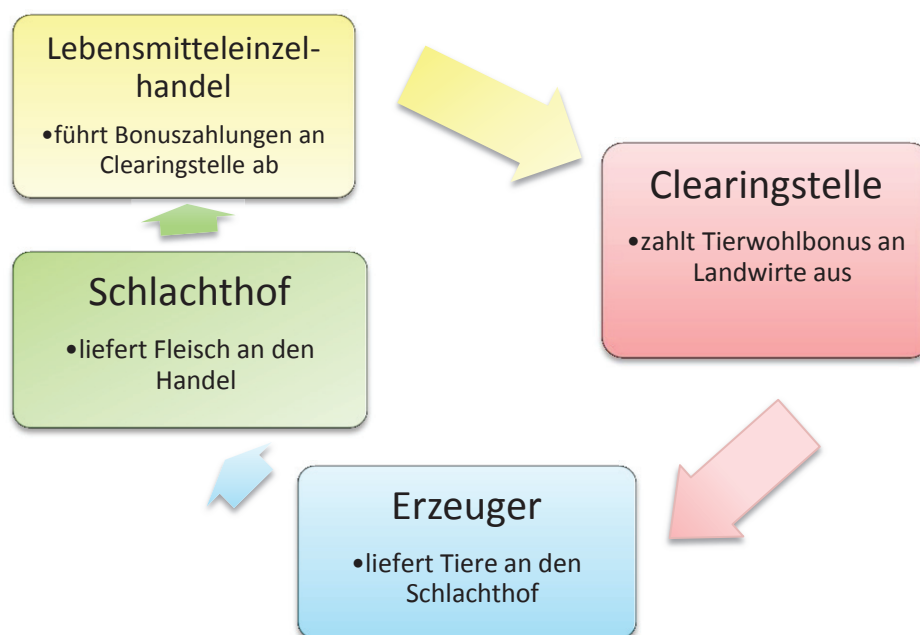 Lebensmitteleinzel-
handel
•führt Bonuszahlungen an
Clearingstelle ab
Clearingstelle
•zahlt Tierwohlbonus an
Landwirte aus
Schlachthof
•liefert Fleisch an den
Handel
Erzeuger
•liefert Tiere an den
Schlachthof